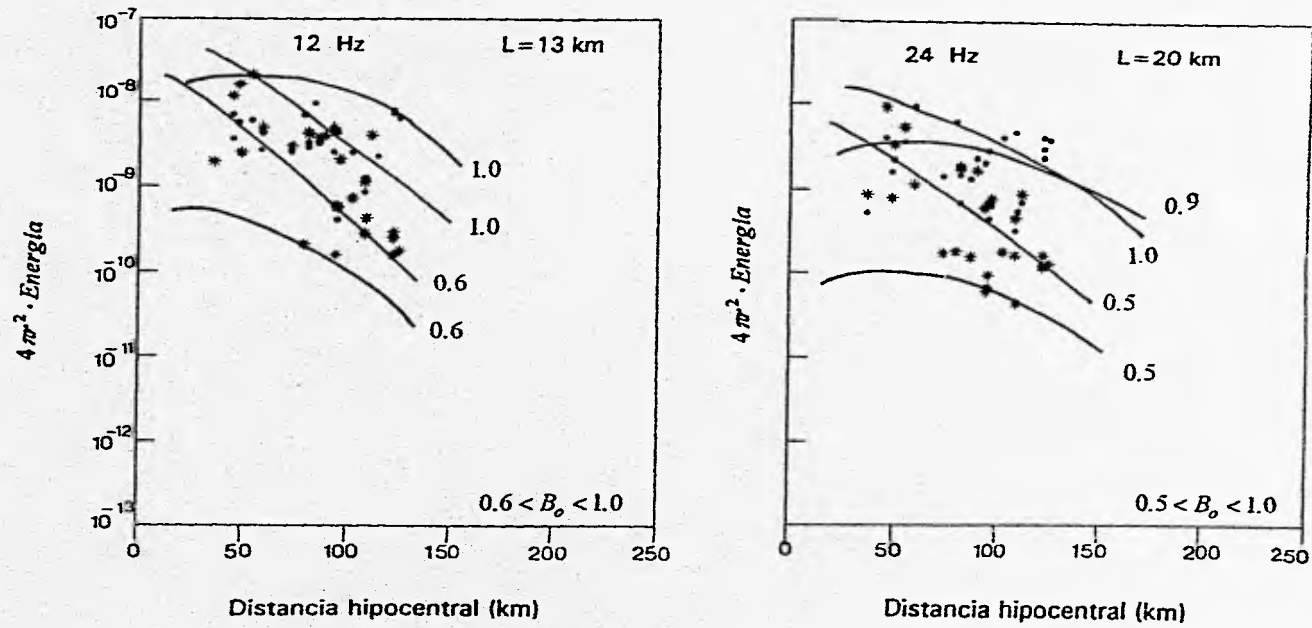 12 Hz L=13 km
10⁻⁷
10⁻⁸
10⁻⁹
10⁻¹⁰
10⁻¹¹
10⁻¹²
10⁻¹³
4πr² · Energía
1.0
1.0
0.6
0.6
0.6 < Bₒ < 1.0
0 50 100 150 200 250
Distancia hipocentral (km)
24 Hz L=20 km
4πr² · Energía
0.9
1.0
0.5
0.5
0.5 < Bₒ < 1.0
0 50 100 150 200 250
Distancia hipocentral (km)